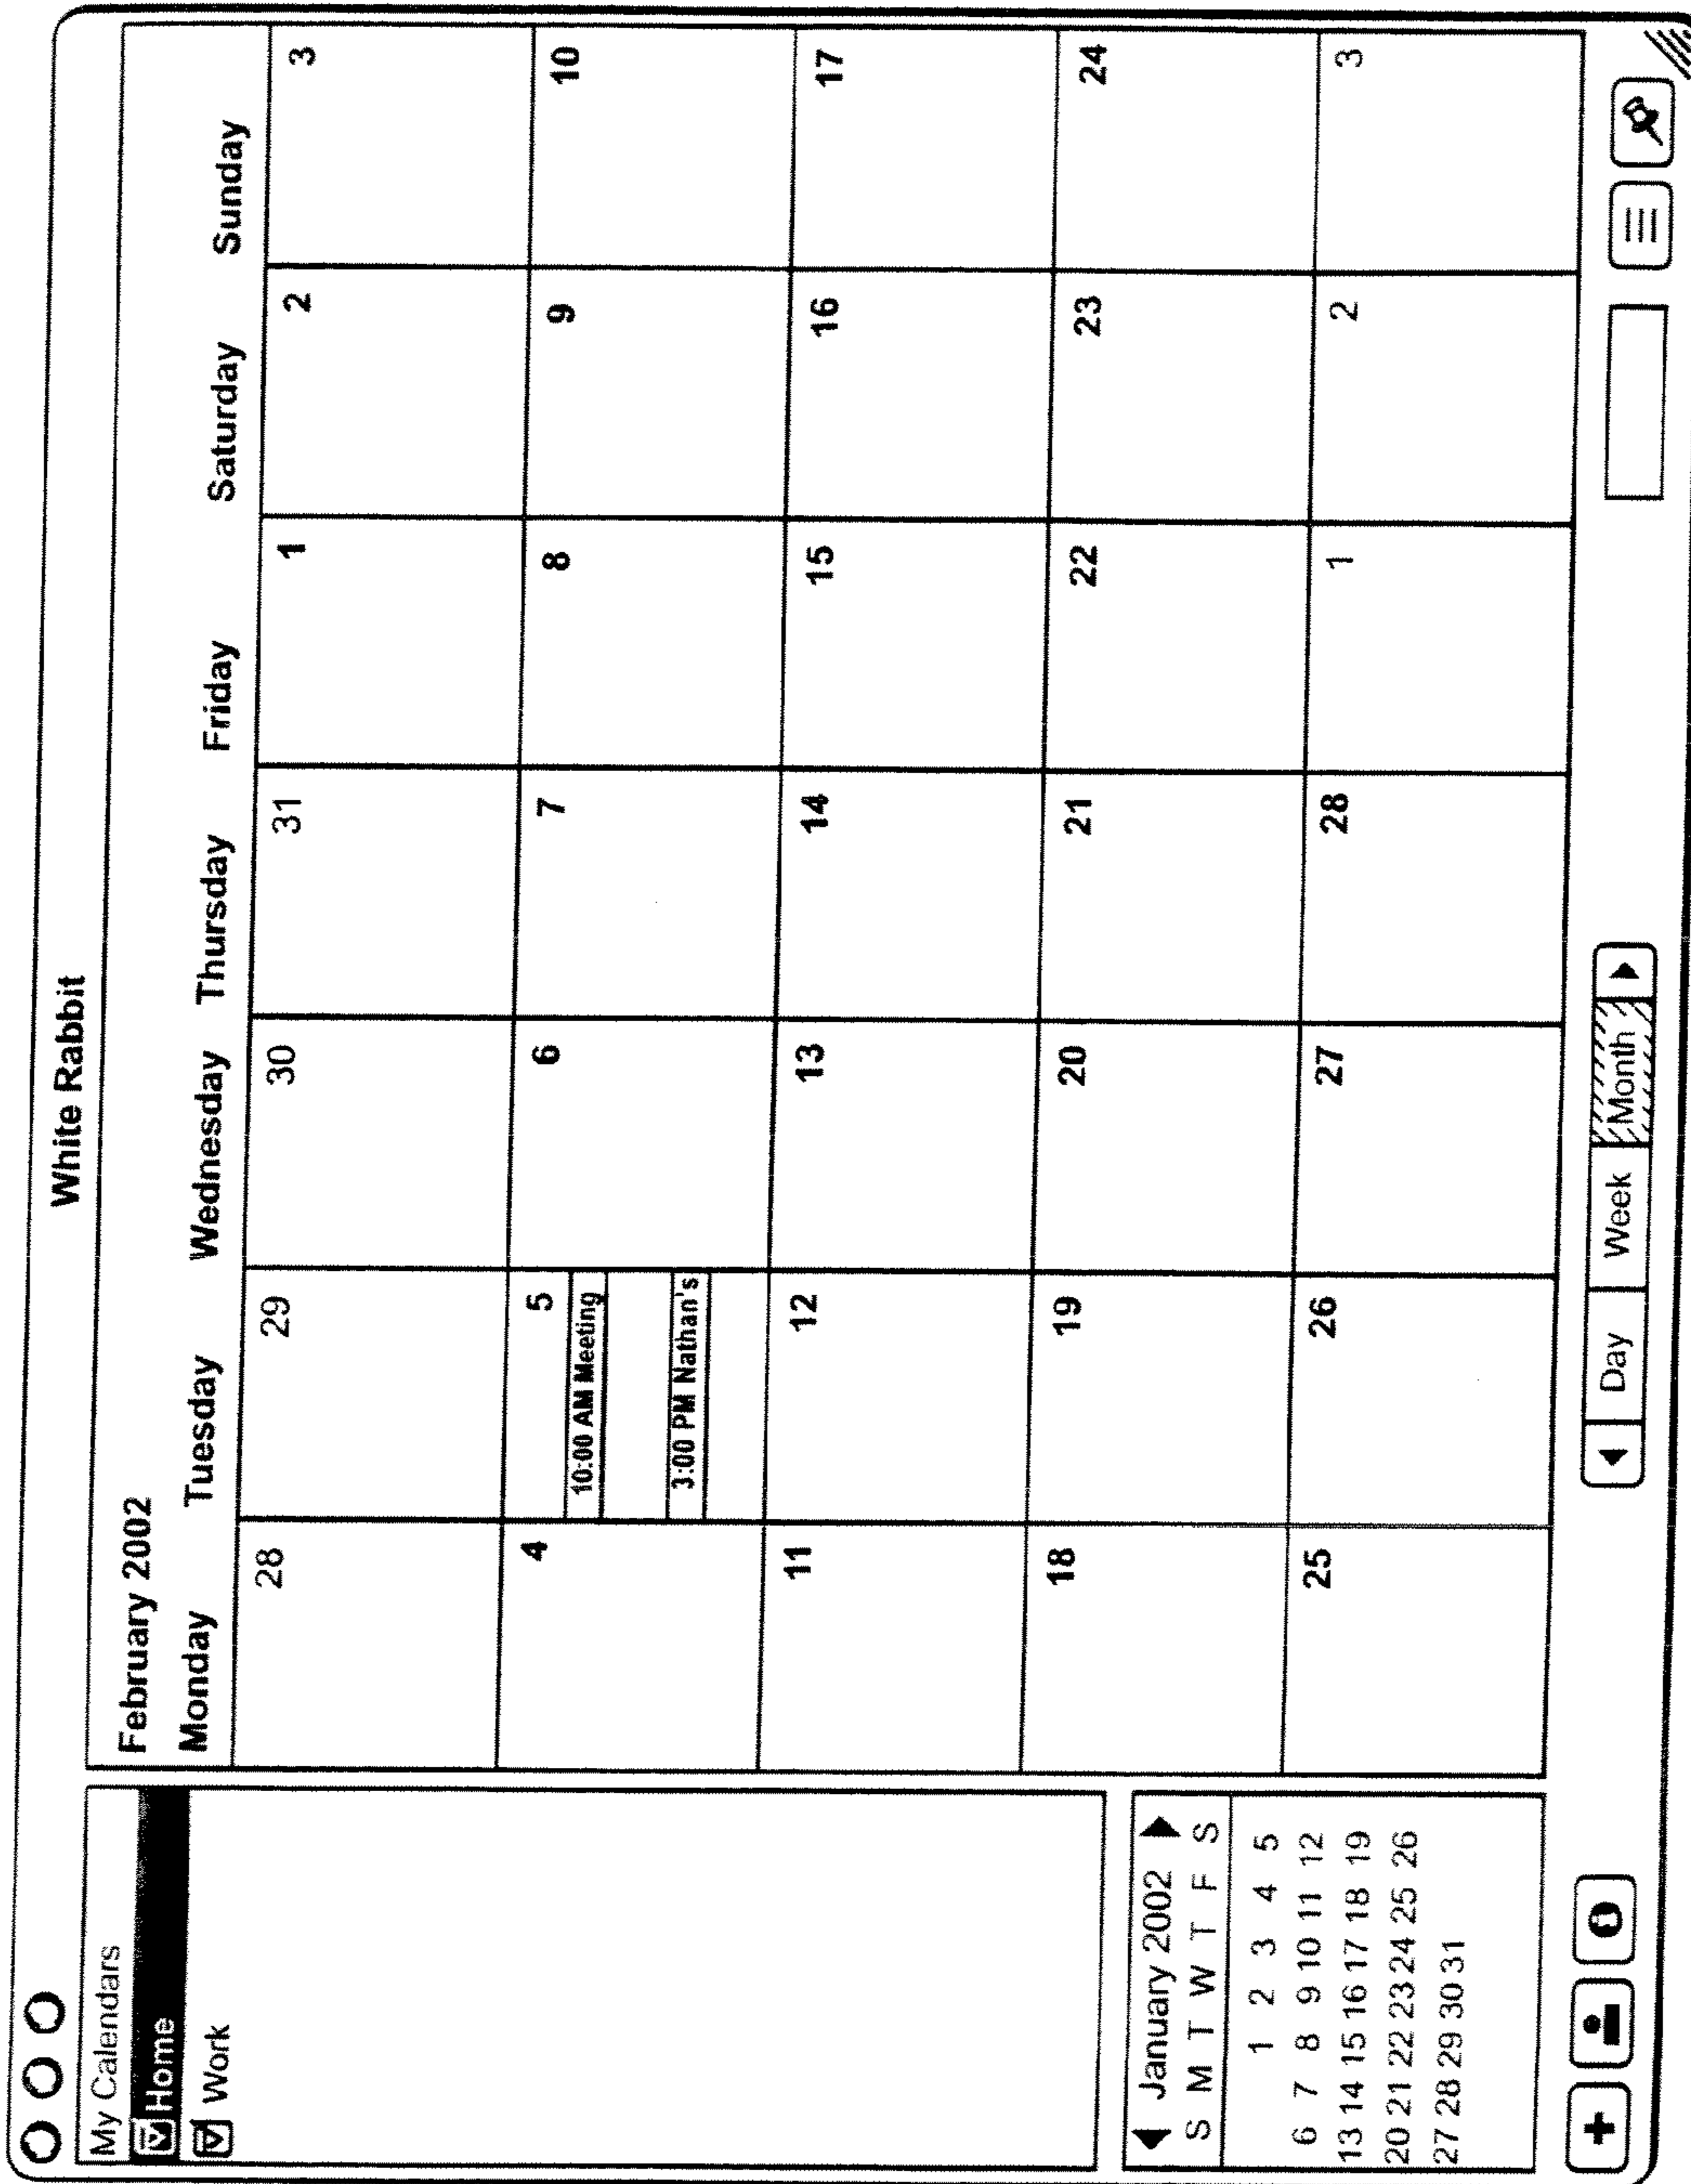 White Rabbit
My Calendars
Home
Work
February 2002
Monday Tuesday Wednesday Thursday Friday Saturday Sunday
28 29 30 31 1 2 3
4 5 6 7 8 9 10
10:00 AM Meeting
3:00 PM Nathan's
11 12 13 14 15 16 17
18 19 20 21 22 23 24
25 26 27 28 1 2 3
January 2002
S M T W T F S
1 2 3 4 5
6 7 8 9 10 11 12
13 14 15 16 17 18 19
20 21 22 23 24 25 26
27 28 29 30 31
+ i
Day Week Month